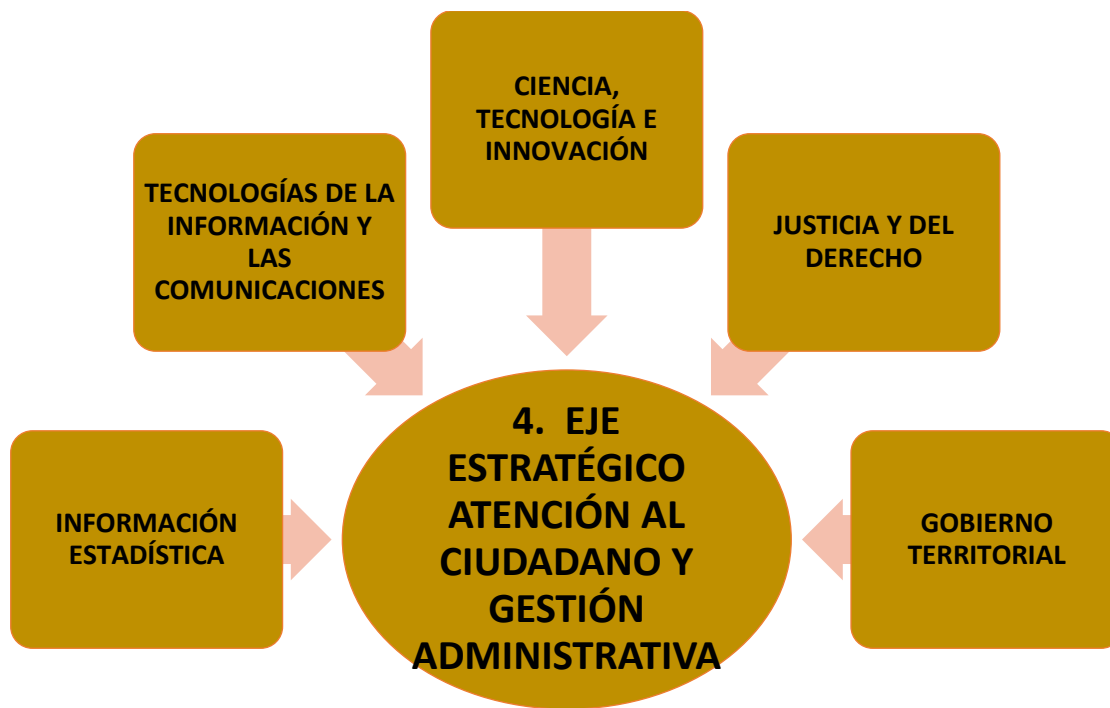 CIENCIA,
TECNOLOGÍA E
INNOVACIÓN
TECNOLOGÍAS DE LA
INFORMACIÓN Y
LAS
COMUNICACIONES
JUSTICIA Y DEL
DERECHO
INFORMACIÓN
ESTADÍSTICA
4. EJE
ESTRATÉGICO
ATENCIÓN AL
CIUDADANO Y
GESTIÓN
ADMINISTRATIVA
GOBIERNO
TERRITORIAL